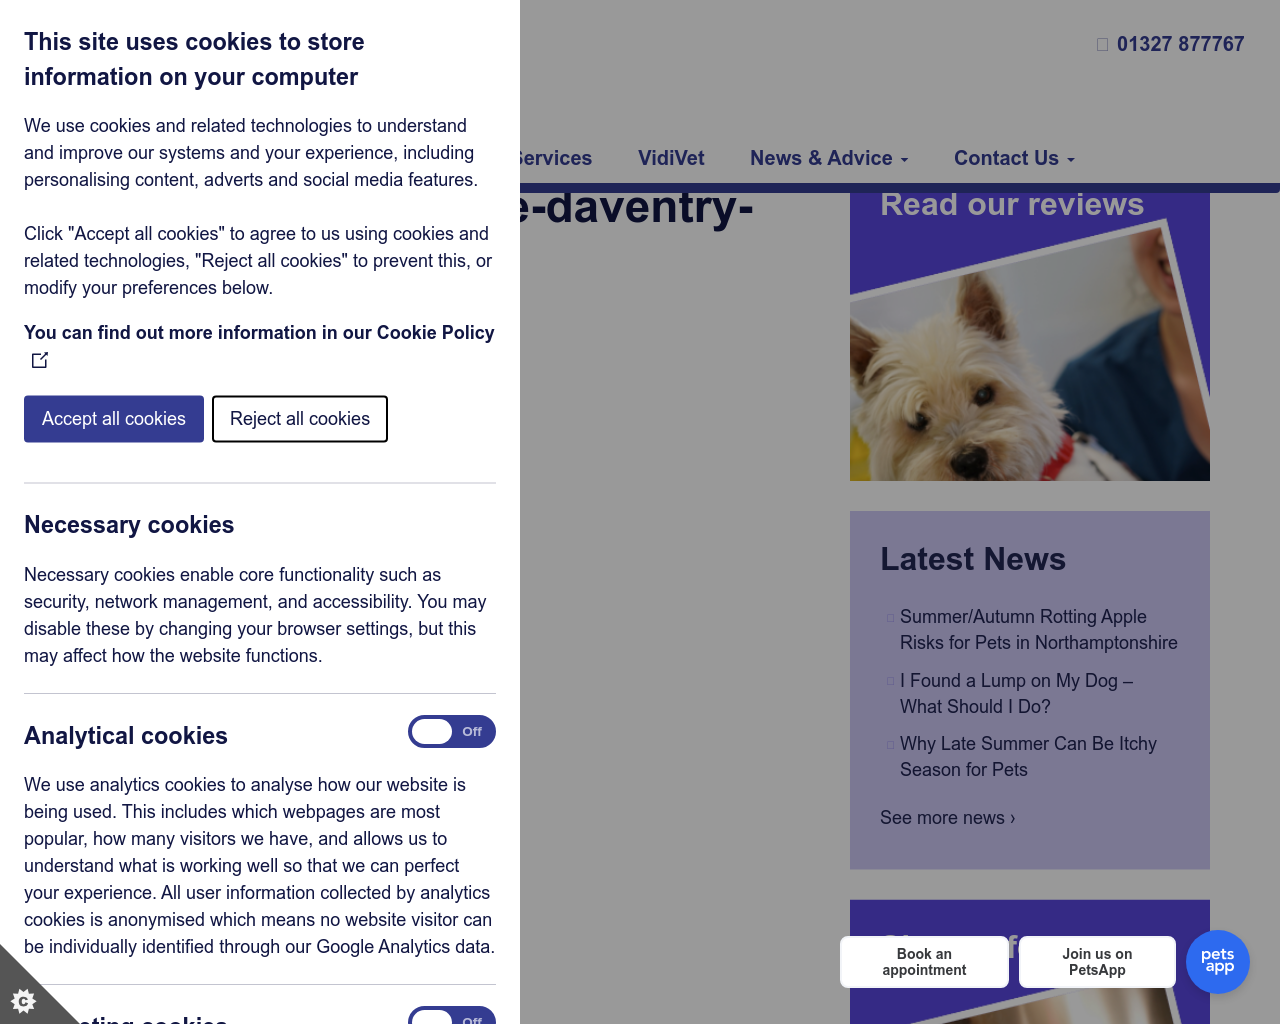 This site uses cookies to store
information on your computer
We use cookies and related technologies to understand
and improve our systems and your experience, including
personalising content, adverts and social media features.
Click "Accept all cookies" to agree to us using cookies and
related technologies, "Reject all cookies" to prevent this, or
modify your preferences below.
You can find out more information in our Cookie Policy
Accept all cookies
Reject all cookies
Necessary cookies
Necessary cookies enable core functionality such as
security, network management, and accessibility. You may
disable these by changing your browser settings, but this
may affect how the website functions.
Analytical cookies
Off
We use analytics cookies to analyse how our website is
being used. This includes which webpages are most
popular, how many visitors we have, and allows us to
understand what is working well so that we can perfect
your experience. All user information collected by analytics
cookies is anonymised which means no website visitor can
be individually identified through our Google Analytics data.
cookies
Off
01327 877767
Services
VidiVet
News & Advice
Contact Us
e-daventry-
Read our reviews
Latest News
Summer/Autumn Rotting Apple
Risks for Pets in Northamptonshire
I Found a Lump on My Dog –
What Should I Do?
Why Late Summer Can Be Itchy
Season for Pets
See more news ›
Book an
appointment
Join us on
PetsApp
pets
app